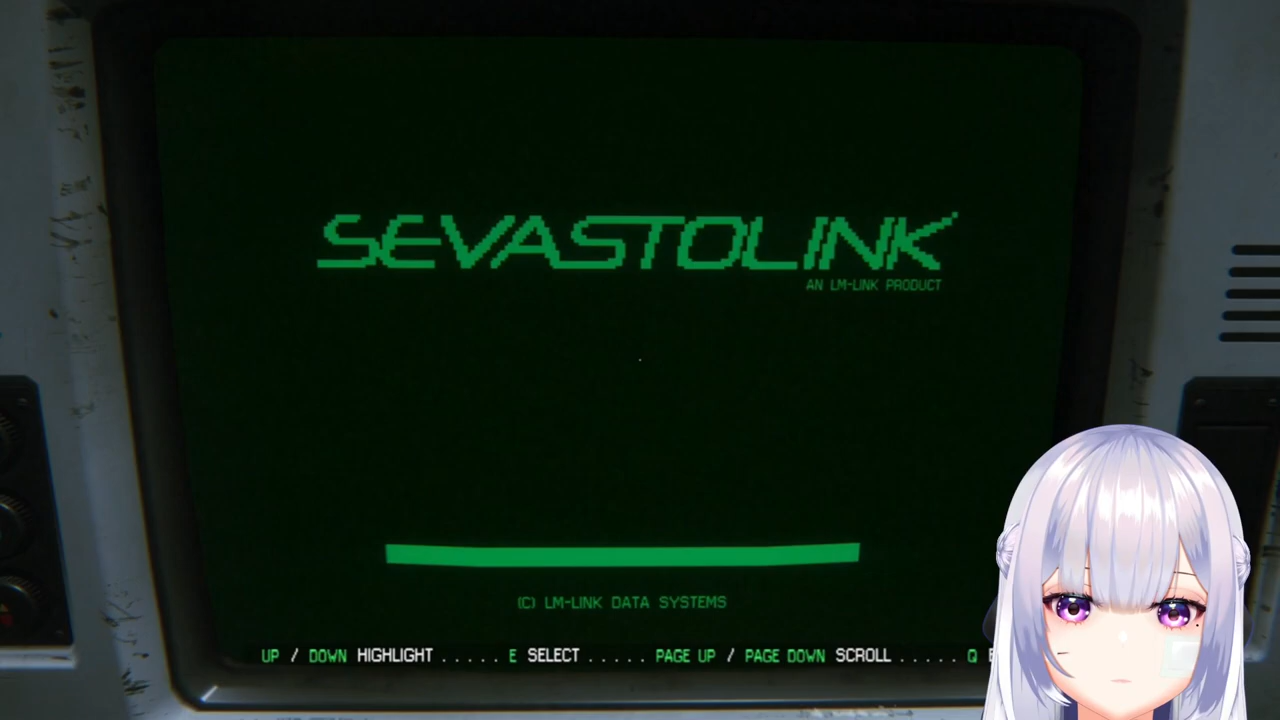 SEVASTOLINK
AN LM-LINK PRODUCT
(C) LM-LINK DATA SYSTEMS
UP / DOWN HIGHLIGHT ..... E SELECT ..... PAGE UP / PAGE DOWN SCROLL ..... Q